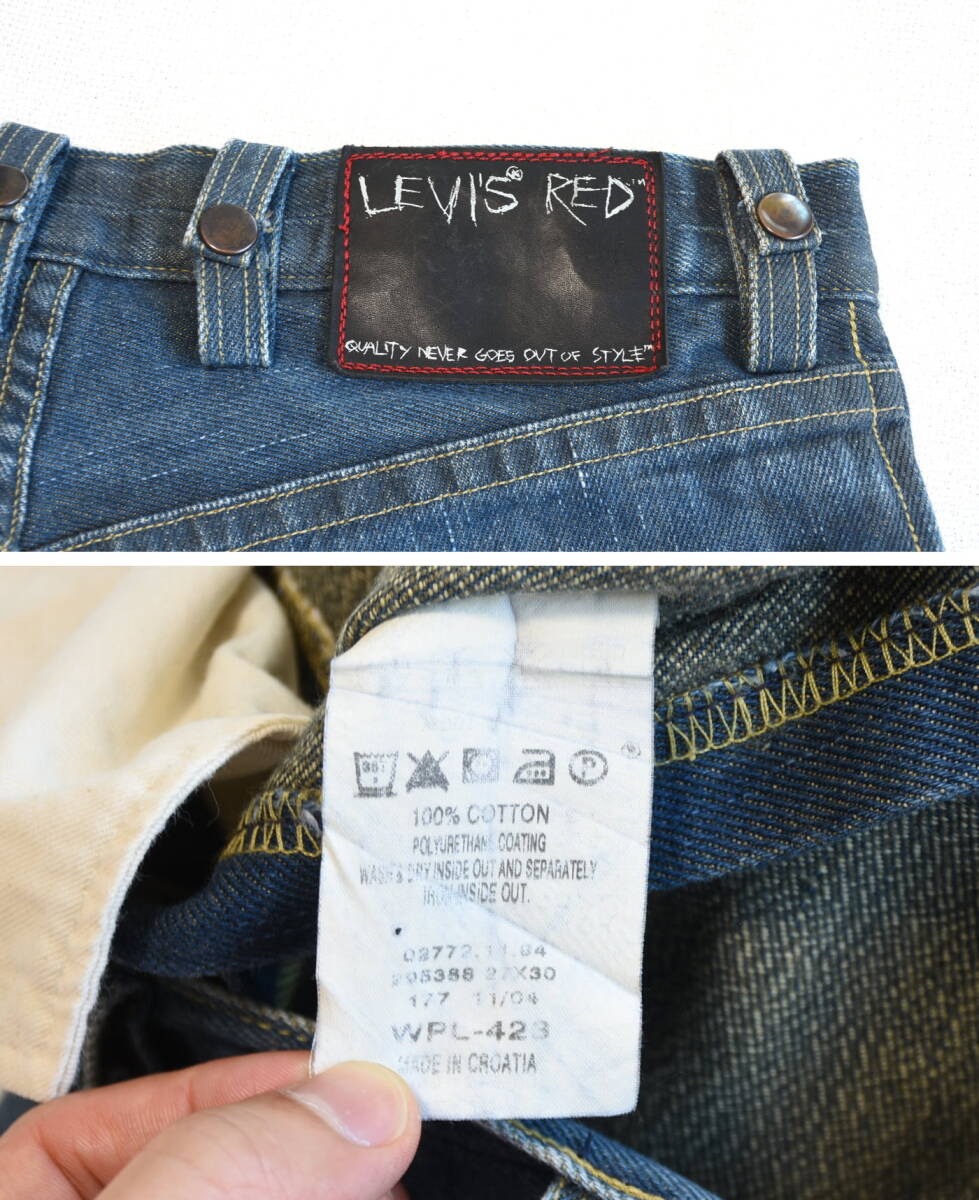 LEVI'S® RED™
QUALITY NEVER GOES OUT OF STYLE™
100% COTTON
POLYURETHANE COATING
WASH & DRY INSIDE OUT AND SEPARATELY
IRON INSIDE OUT.
02772.11.84
205388 27X30
177 11/04
WPL-423
MADE IN CROATIA